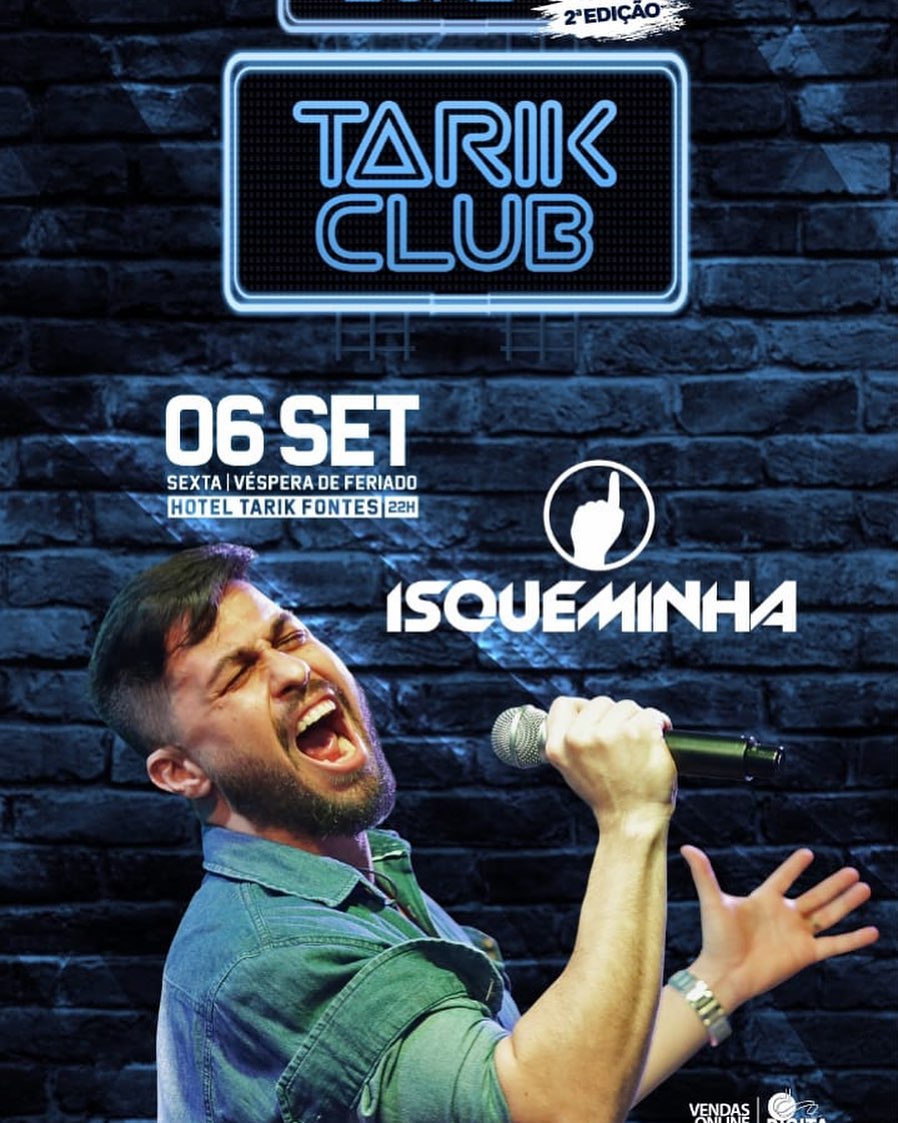 2ª EDIÇÃO
TARIK
CLUB
06 SET
SEXTA | VÉSPERA DE FERIADO
HOTEL TARIK FONTES 22H
ISQUEMINHA
VENDAS
ONLINE